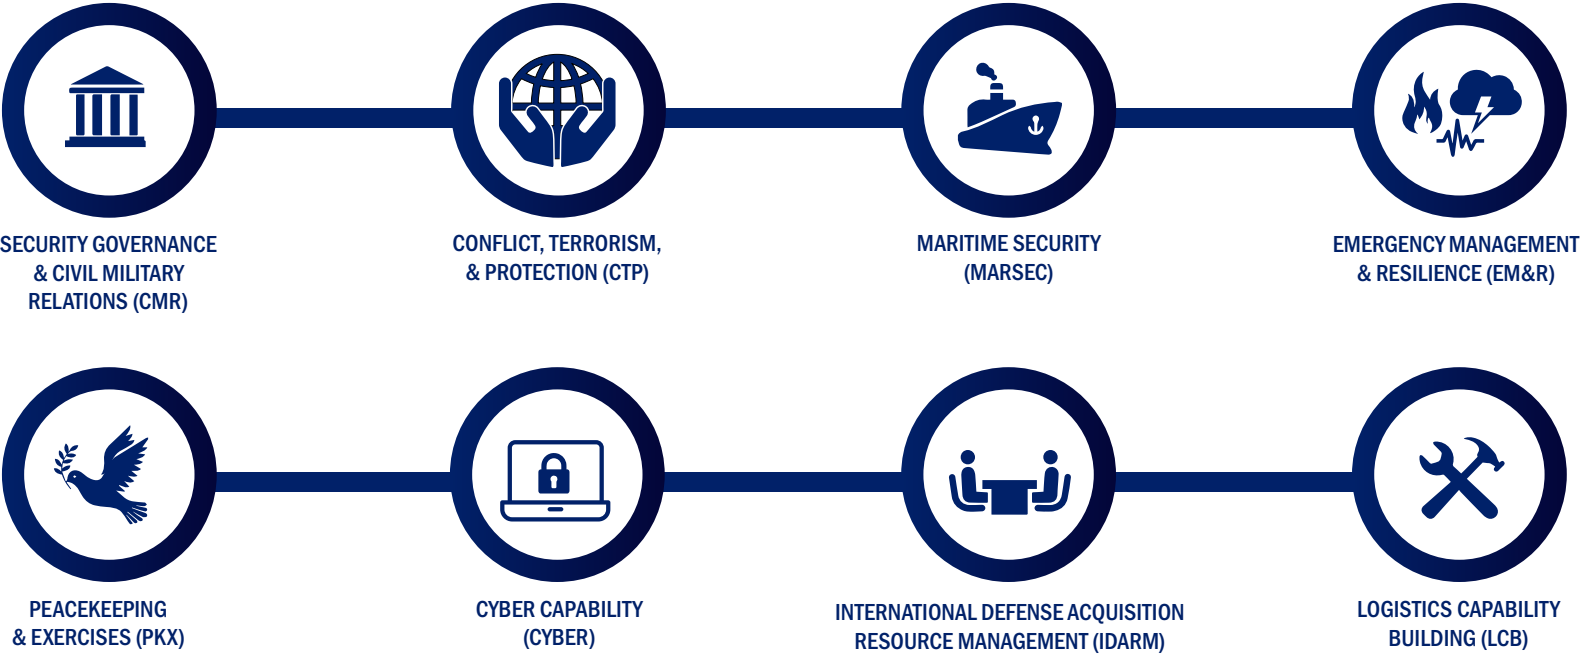 SECURITY GOVERNANCE
& CIVIL MILITARY
RELATIONS (CMR)
CONFLICT, TERRORISM,
& PROTECTION (CTP)
MARITIME SECURITY
(MARSEC)
EMERGENCY MANAGEMENT
& RESILIENCE (EM&R)
PEACEKEEPING
& EXERCISES (PKX)
CYBER CAPABILITY
(CYBER)
INTERNATIONAL DEFENSE ACQUISITION
RESOURCE MANAGEMENT (IDARM)
LOGISTICS CAPABILITY
BUILDING (LCB)